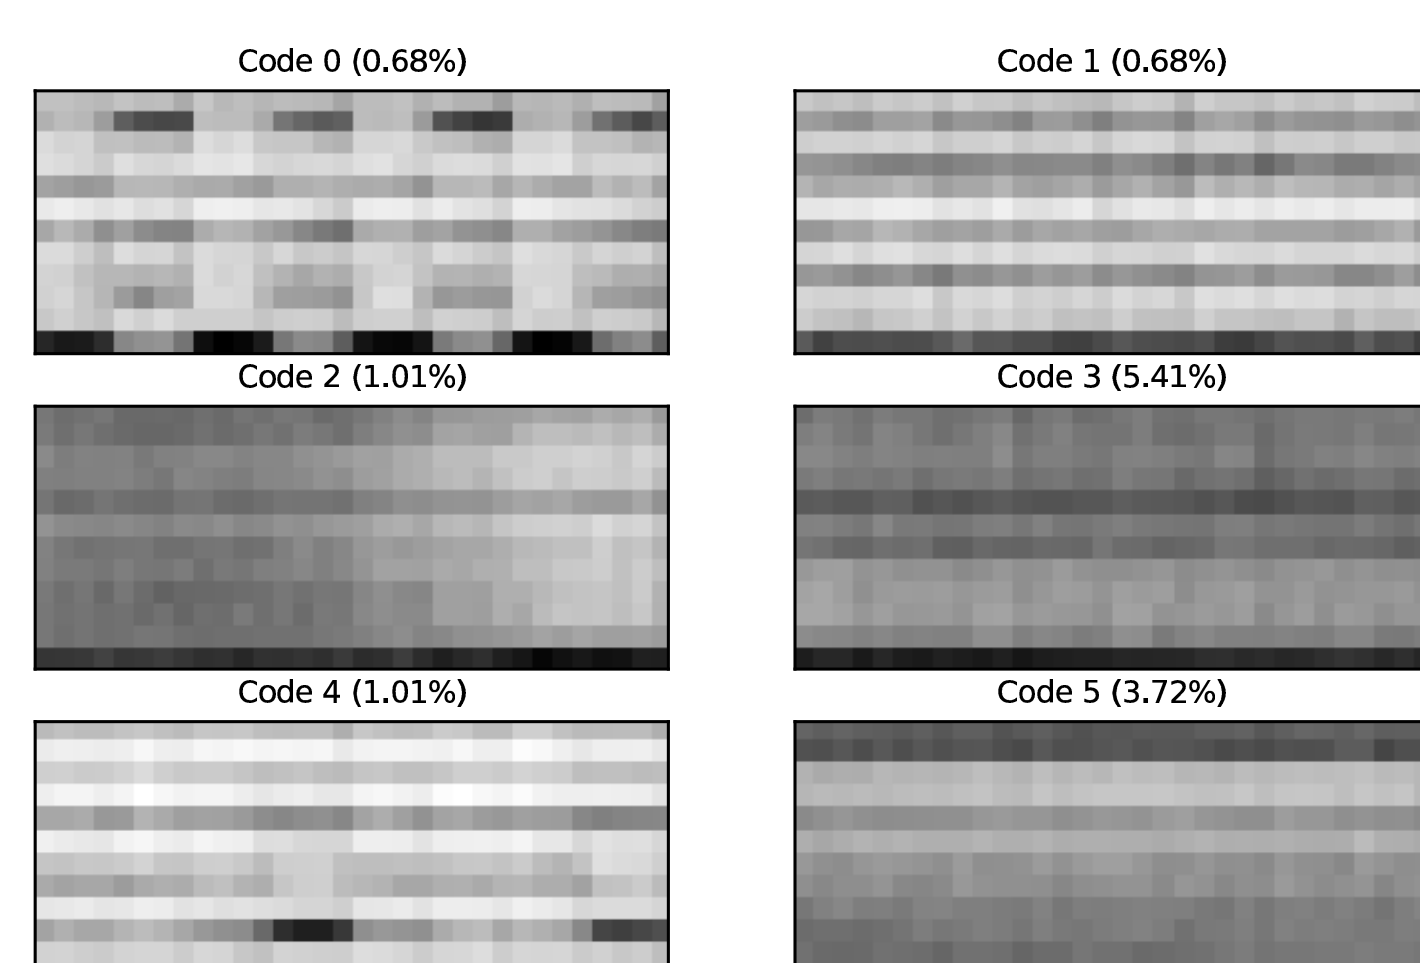 Code 0 (0.68%)
Code 1 (0.68%)
Code 2 (1.01%)
Code 3 (5.41%)
Code 4 (1.01%)
Code 5 (3.72%)